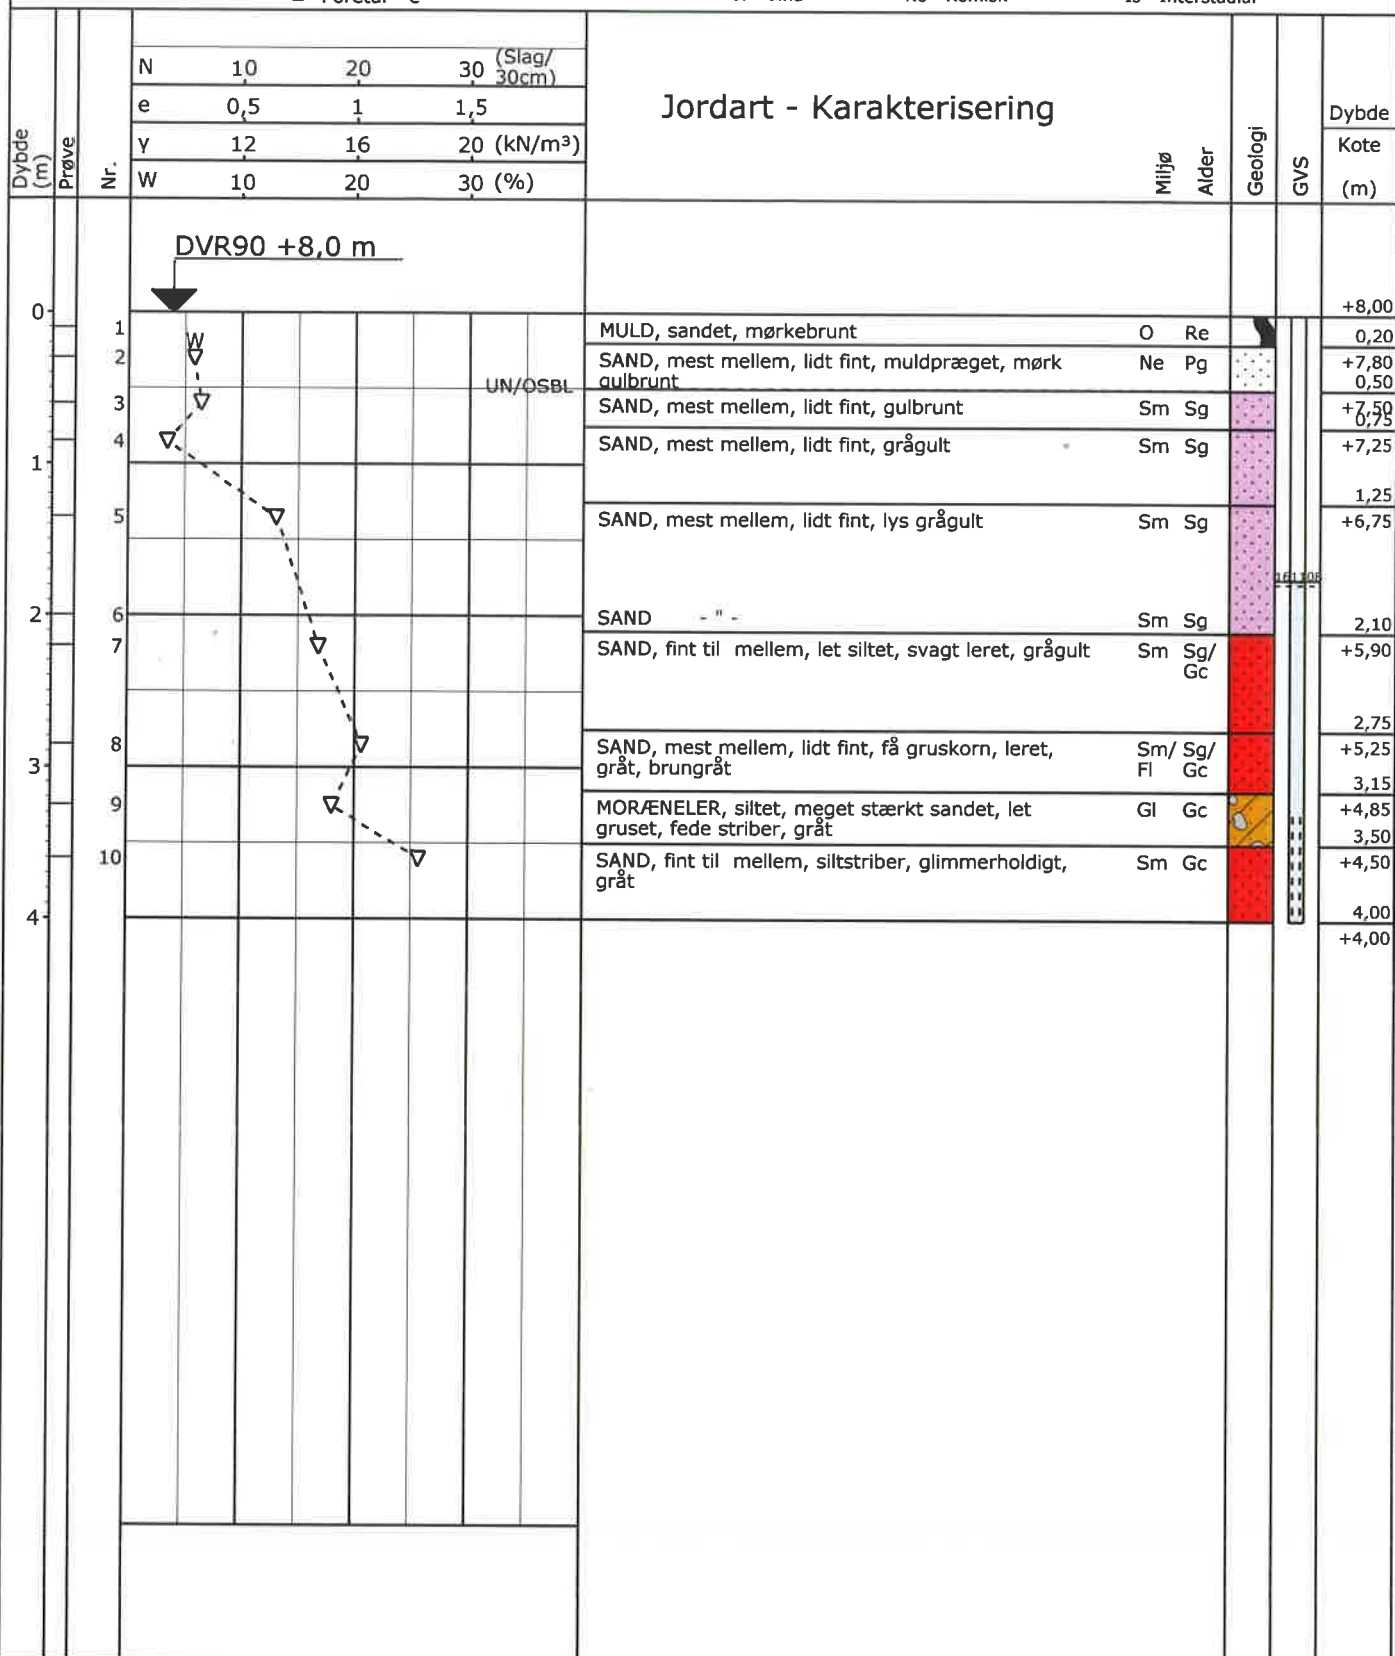 N 10 20 30 (Slag/
30cm)
e 0,5 1 1,5
γ 12 16 20 (kN/m³)
W 10 20 30 (%)
Dybde
(m)
Prøve
Nr.
Jordart - Karakterisering
Miljø
Alder
Geologi
GVS
Dybde
Kote
(m)
DVR90 +8,0 m
0
+8,00
1 MULD, sandet, mørkebrunt O Re 0,20
W
2 SAND, mest mellem, lidt fint, muldpræget, mørk Ne Pg +7,80
gulbrunt 0,50
UN/OSBL
3 SAND, mest mellem, lidt fint, gulbrunt Sm Sg +7,50
0,75
4 SAND, mest mellem, lidt fint, grågult Sm Sg +7,25
1
1,25
5 SAND, mest mellem, lidt fint, lys grågult Sm Sg +6,75
2 6 SAND - " - Sm Sg 2,10
7 SAND, fint til mellem, let siltet, svagt leret, grågult Sm Sg/ +5,90
Gc
2,75
8 SAND, mest mellem, lidt fint, få gruskorn, leret, Sm/ Sg/ +5,25
gråt, brungråt Fl Gc
3
3,15
9 MORÆNELER, siltet, meget stærkt sandet, let Gl Gc +4,85
gruset, fede striber, gråt 3,50
10 SAND, fint til mellem, siltstriber, glimmerholdigt, Sm Gc +4,50
gråt
4 4,00
+4,00